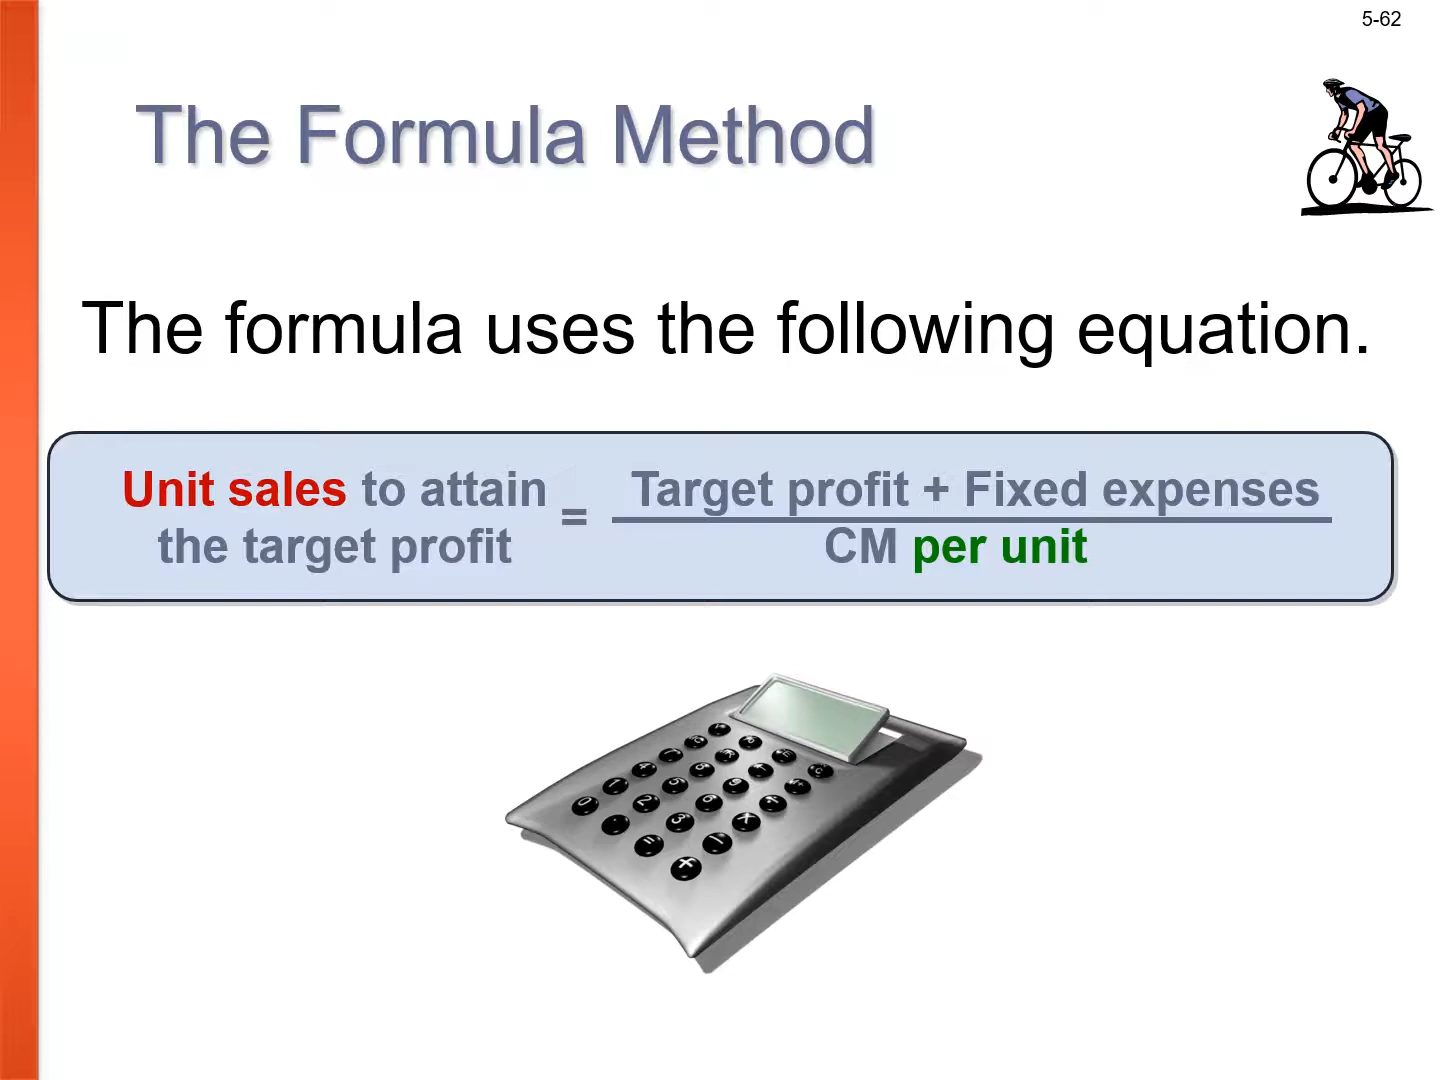 5-62
The Formula Method
The formula uses the following equation.
Unit sales to attain
the target profit
=
Target profit + Fixed expenses
CM per unit